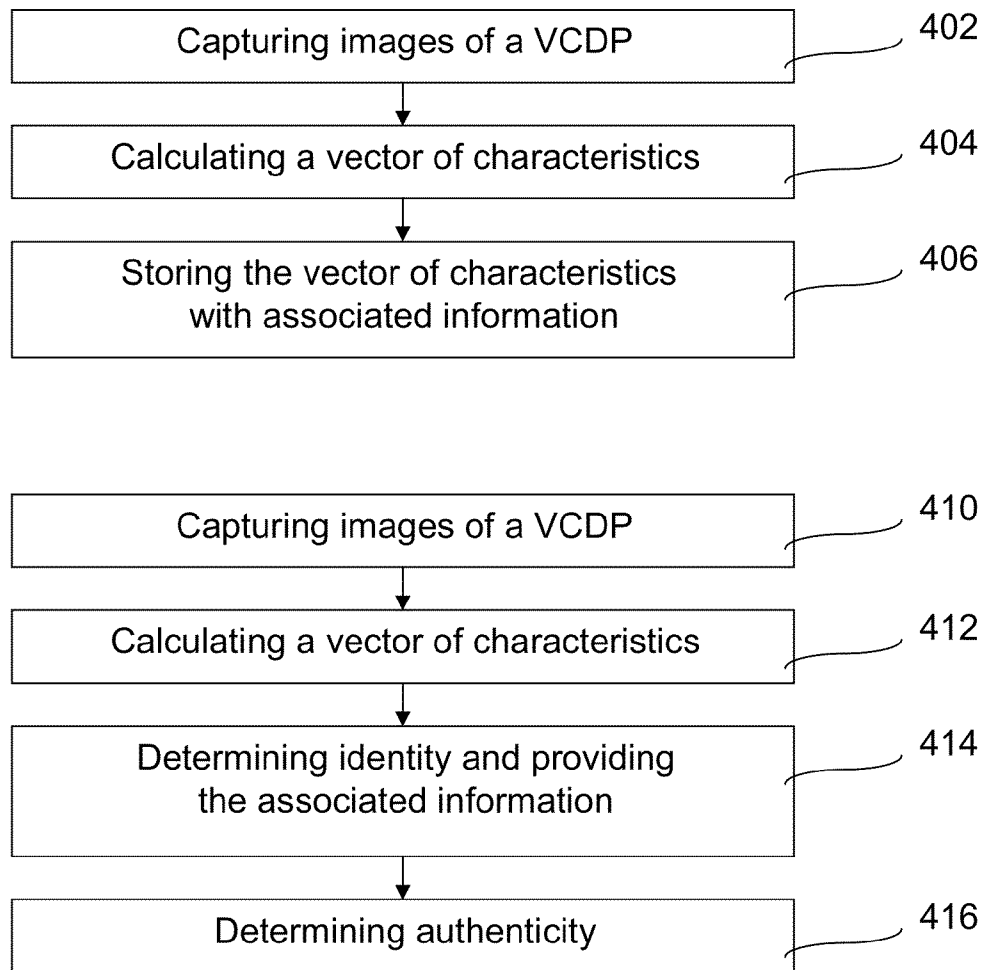 Capturing images of a VCDP
402
Calculating a vector of characteristics
404
Storing the vector of characteristics
with associated information
406
Capturing images of a VCDP
410
Calculating a vector of characteristics
412
Determining identity and providing
the associated information
414
Determining authenticity
416